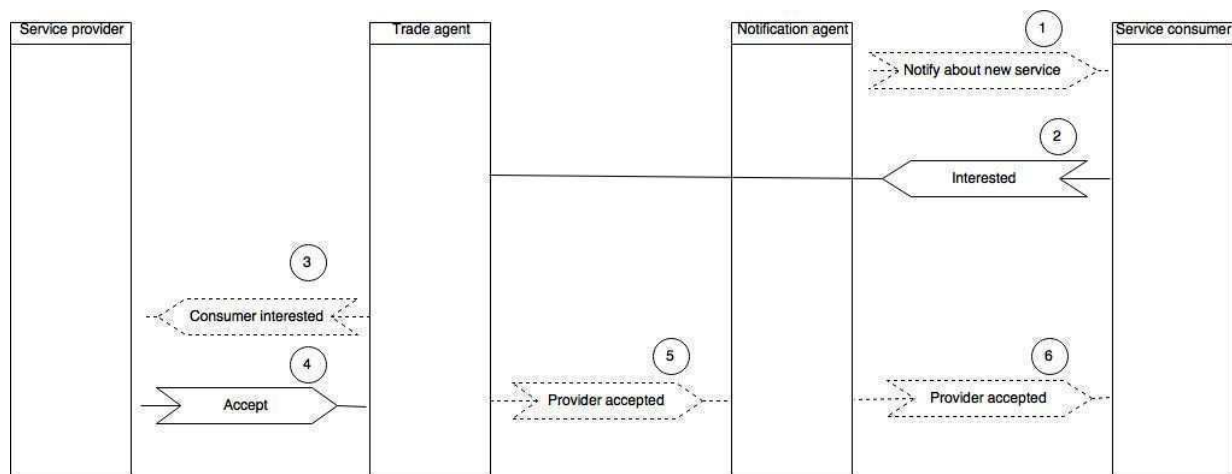 Service provider
Trade agent
Notification agent
Service consumer
1
Notify about new service
2
Interested
3
Consumer interested
4
Accept
5
Provider accepted
6
Provider accepted